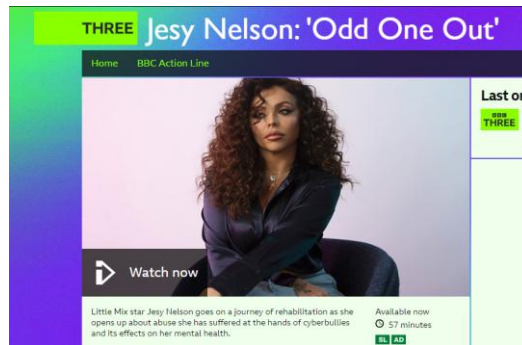 THREE Jesy Nelson: 'Odd One Out'
Home BBC Action Line
Last or
BBC
THREE
Watch now
Little Mix star Jesy Nelson goes on a journey of rehabilitation as she
opens up about abuse she has suffered at the hands of cyberbullies
and its effects on her mental health.
Available now
57 minutes
SL AD